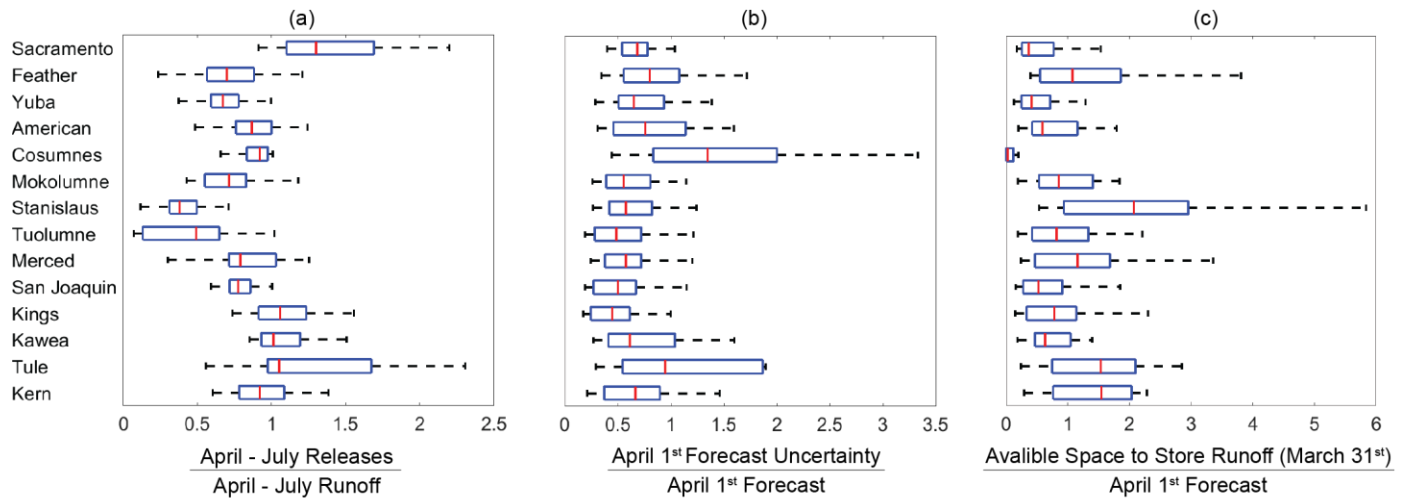 (a) (b) (c)
Sacramento
Feather
Yuba
American
Cosumnes
Mokolumne
Stanislaus
Tuolumne
Merced
San Joaquin
Kings
Kawea
Tule
Kern
0 0.5 1 1.5 2 2.5
0 0.5 1 1.5 2 2.5 3 3.5
0 1 2 3 4 5 6
April - July Releases
April - July Runoff
April 1st Forecast Uncertainty
April 1st Forecast
Avalible Space to Store Runoff (March 31st)
April 1st Forecast